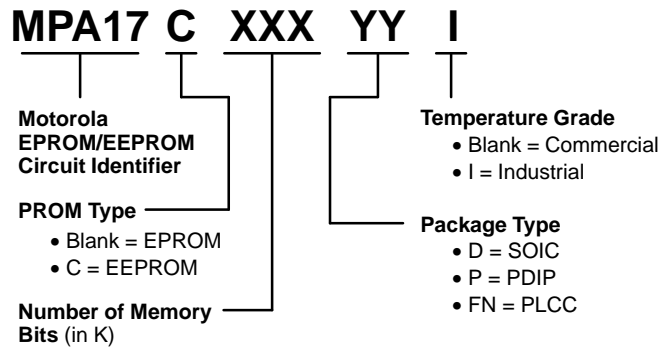 MPA17 C XXX YY I
Motorola
EPROM/EEPROM
Circuit Identifier
PROM Type
• Blank = EPROM
• C = EEPROM
Number of Memory
Bits (in K)
Temperature Grade
• Blank = Commercial
• I = Industrial
Package Type
• D = SOIC
• P = PDIP
• FN = PLCC